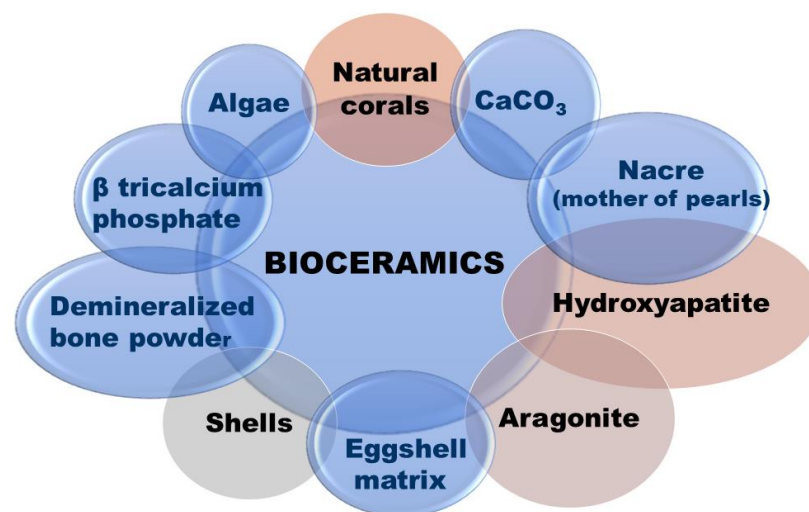 Natural
corals
Algae
CaCO₃
β tricalcium
phosphate
Nacre
(mother of pearls)
BIOCERAMICS
Hydroxyapatite
Demineralized
bone powder
Shells
Aragonite
Eggshell
matrix